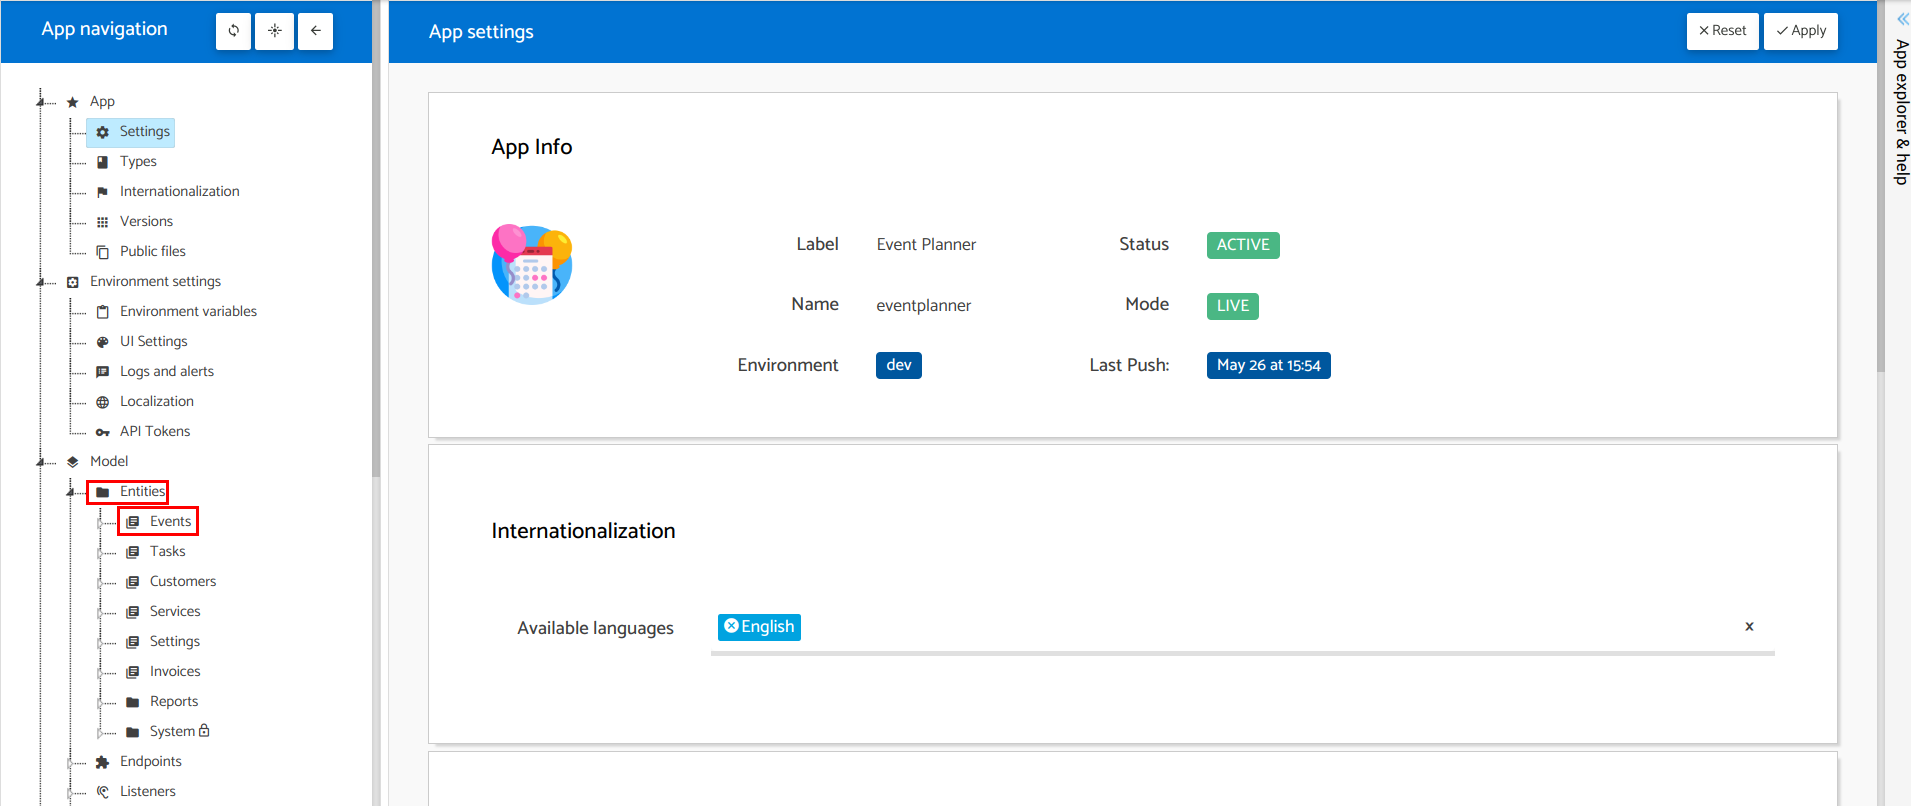 App navigation
App
Settings
Types
Internationalization
Versions
Public files
Environment settings
Environment variables
UI Settings
Logs and alerts
Localization
API Tokens
Model
Entities
Events
Tasks
Customers
Services
Settings
Invoices
Reports
System
Endpoints
Listeners
App settings
Reset
Apply
App Info
Label Event Planner Status ACTIVE
Name eventplanner Mode LIVE
Environment dev Last Push: May 26 at 15:54
Internationalization
Available languages English x
App explorer & help